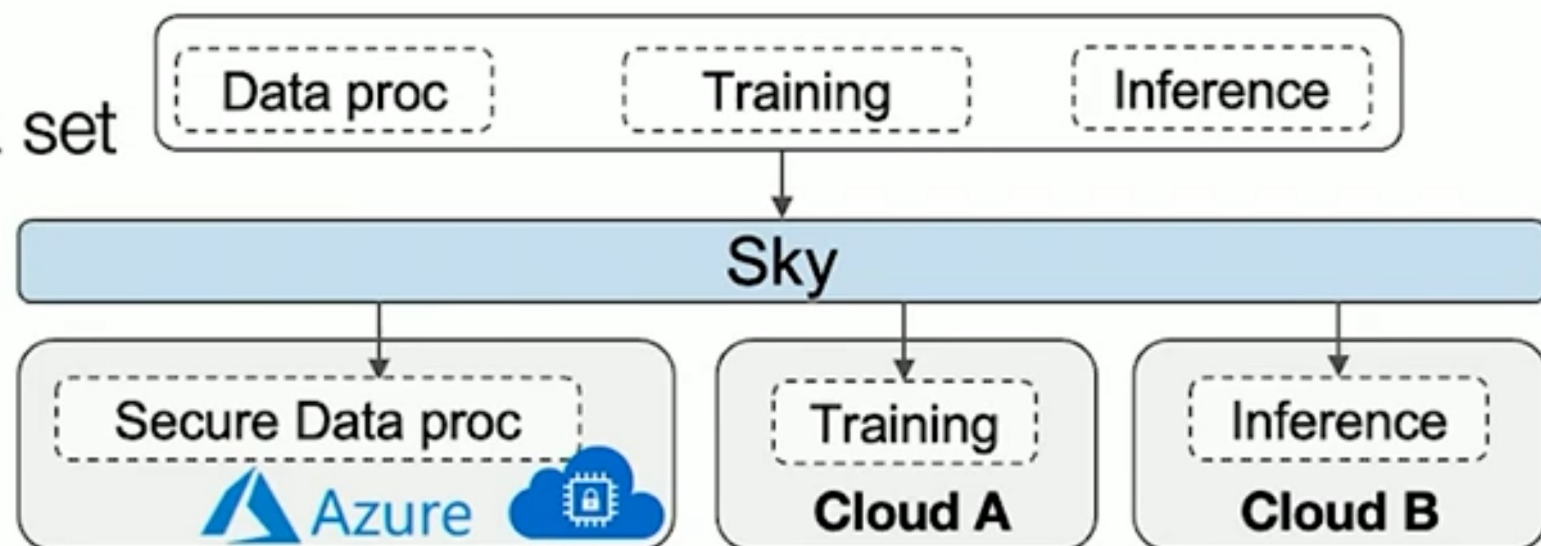 Data proc
Training
Inference
set
Sky
Secure Data proc
Training
Inference
Azure
Cloud A
Cloud B